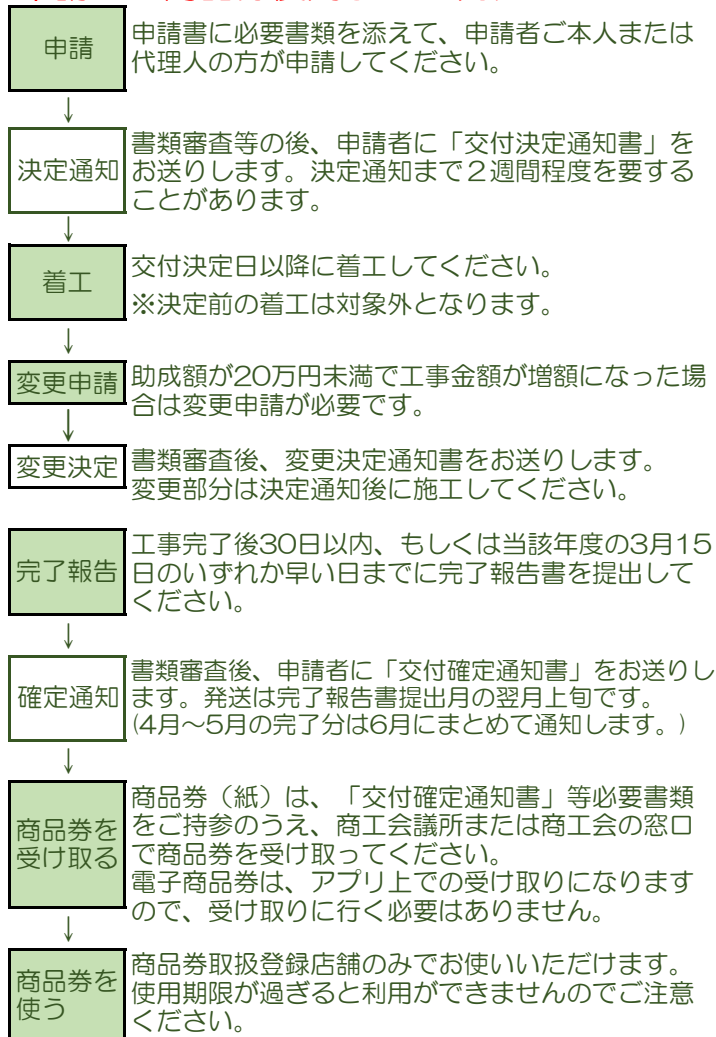 申請
申請書に必要書類を添えて、申請者ご本人または
代理人の方が申請してください。
↓
決定通知
書類審査等の後、申請者に「交付決定通知書」を
お送りします。決定通知まで２週間程度を要する
ことがあります。
↓
着工
交付決定日以降に着工してください。
※決定前の着工は対象外となります。
↓
変更申請
助成額が20万円未満で工事金額が増額になった場
合は変更申請が必要です。
↓
変更決定
書類審査後、変更決定通知書をお送りします。
変更部分は決定通知後に施工してください。
完了報告
工事完了後30日以内、もしくは当該年度の3月15
日のいずれか早い日までに完了報告書を提出して
ください。
↓
確定通知
書類審査後、申請者に「交付確定通知書」をお送りし
ます。発送は完了報告書提出月の翌月上旬です。
(4月～5月の完了分は6月にまとめて通知します。)
↓
商品券を
受け取る
商品券（紙）は、「交付確定通知書」等必要書類
をご持参のうえ、商工会議所または商工会の窓口
で商品券を受け取ってください。
電子商品券は、アプリ上での受け取りになります
ので、受け取りに行く必要はありません。
↓
商品券を
使う
商品券取扱登録店舗のみでお使いいただけます。
使用期限が過ぎると利用ができませんのでご注意
ください。